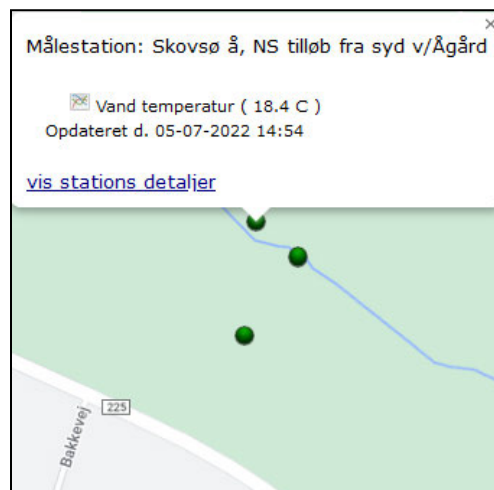 Målestation: Skovsø å, NS tilløb fra syd v/Ågård
Vand temperatur ( 18.4 C )
Opdateret d. 05-07-2022 14:54
vis stations detaljer
225
Bakkevej